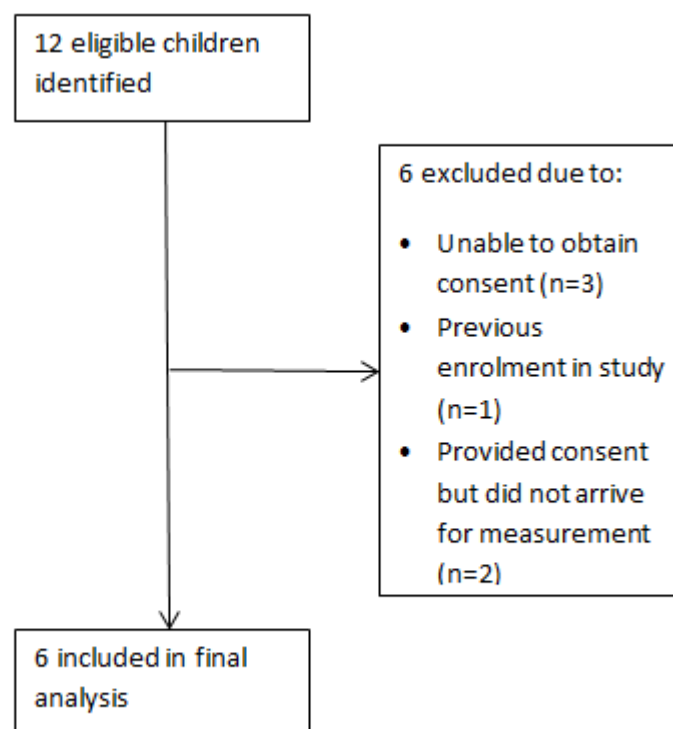 12 eligible children
identified
6 excluded due to:
• Unable to obtain
consent (n=3)
• Previous
enrolment in study
(n=1)
• Provided consent
but did not arrive
for measurement
(n=2)
6 included in final
analysis